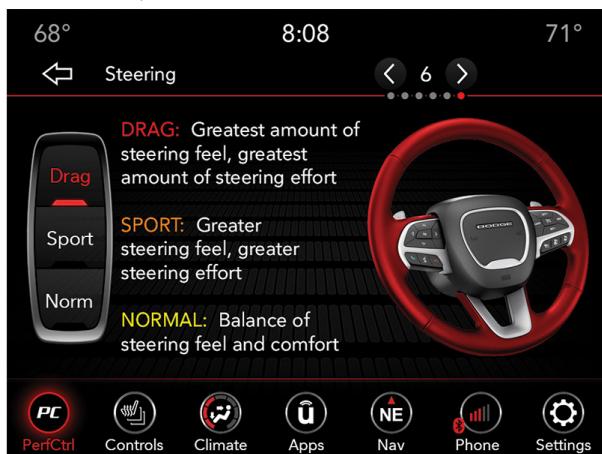 68°
8:08
71°
Steering
6
Drag
Sport
Norm
DRAG: Greatest amount of
steering feel, greatest
amount of steering effort
SPORT: Greater
steering feel, greater
steering effort
NORMAL: Balance of
steering feel and comfort
DODGE
PC
û
NE
PerfCtrl
Controls
Climate
Apps
Nav
Phone
Settings